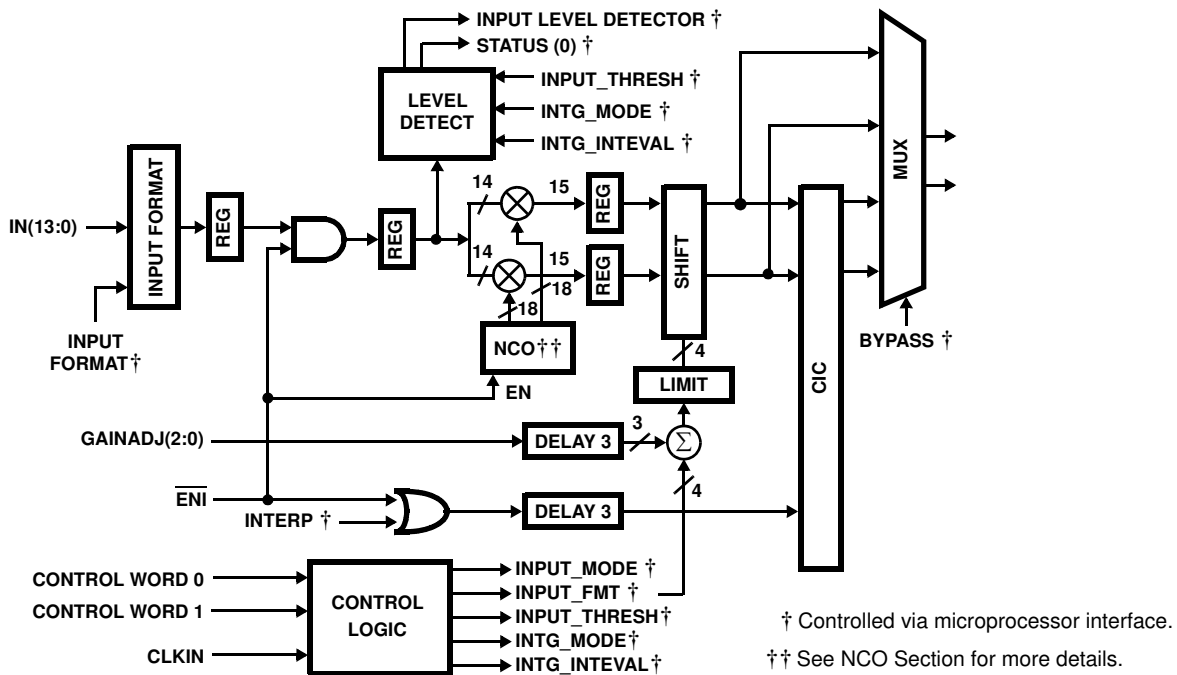 INPUT LEVEL DETECTOR †
STATUS (0) †
LEVEL
DETECT
INPUT_THRESH †
INTG_MODE †
INTG_INTEVAL †
MUX
IN(13:0)
INPUT FORMAT
REG
REG
14
15
REG
14
15
REG
18
18
SHIFT
INPUT
FORMAT†
NCO††
EN
4
LIMIT
BYPASS †
CIC
GAINADJ(2:0)
DELAY 3
3
Σ
4
ENI
INTERP †
DELAY 3
CONTROL WORD 0
CONTROL WORD 1
CLKIN
CONTROL
LOGIC
INPUT_MODE †
INPUT_FMT †
INPUT_THRESH†
INTG_MODE†
INTG_INTEVAL†
† Controlled via microprocessor interface.
†† See NCO Section for more details.